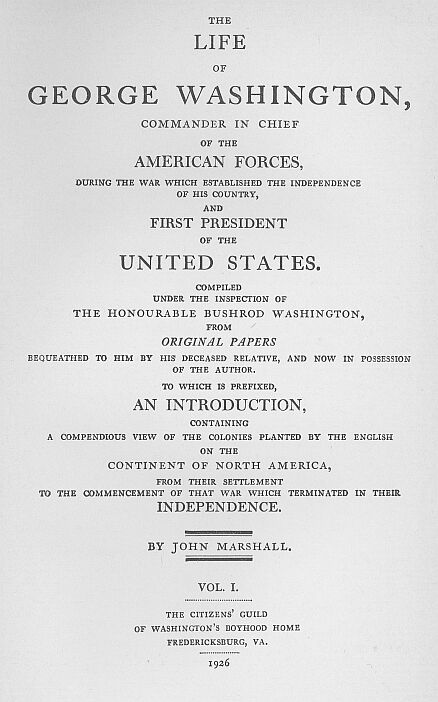 THE
LIFE
OF
GEORGE WASHINGTON,
COMMANDER IN CHIEF
OF THE
AMERICAN FORCES,
DURING THE WAR WHICH ESTABLISHED THE INDEPENDENCE
OF HIS COUNTRY,
AND
FIRST PRESIDENT
OF THE
UNITED STATES.
COMPILED
UNDER THE INSPECTION OF
THE HONOURABLE BUSHROD WASHINGTON,
FROM
ORIGINAL PAPERS
BEQUEATHED TO HIM BY HIS DECEASED RELATIVE, AND NOW IN POSSESSION
OF THE AUTHOR.
TO WHICH IS PREFIXED,
AN INTRODUCTION,
CONTAINING
A COMPENDIOUS VIEW OF THE COLONIES PLANTED BY THE ENGLISH
ON THE
CONTINENT OF NORTH AMERICA,
FROM THEIR SETTLEMENT
TO THE COMMENCEMENT OF THAT WAR WHICH TERMINATED IN THEIR
INDEPENDENCE.
BY JOHN MARSHALL.
VOL. I.
THE CITIZENS' GUILD
OF WASHINGTON'S BOYHOOD HOME
FREDERICKSBURG, VA.
1926